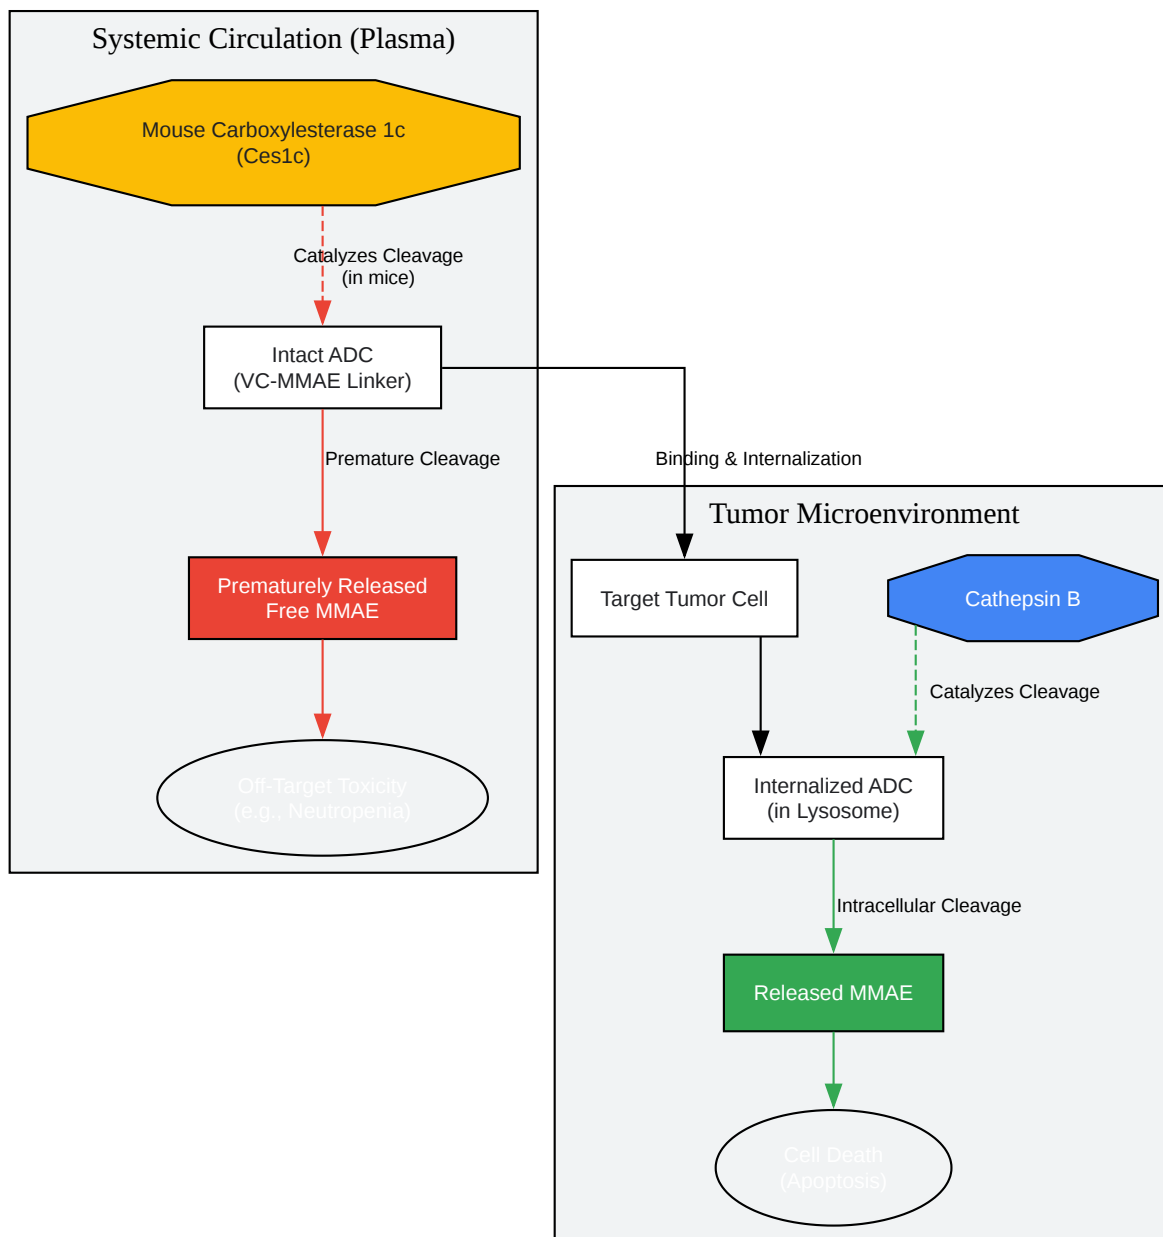 Systemic Circulation (Plasma)
Mouse Carboxylesterase 1c
(Ces1c)
Catalyzes Cleavage
(in mice)
Intact ADC
(VC-MMAE Linker)
Premature Cleavage
Binding & Internalization
Prematurely Released
Free MMAE
Off-Target Toxicity
(e.g., Neutropenia)
Tumor Microenvironment
Target Tumor Cell
Cathepsin B
Catalyzes Cleavage
Internalized ADC
(in Lysosome)
Intracellular Cleavage
Released MMAE
Cell Death
(Apoptosis)